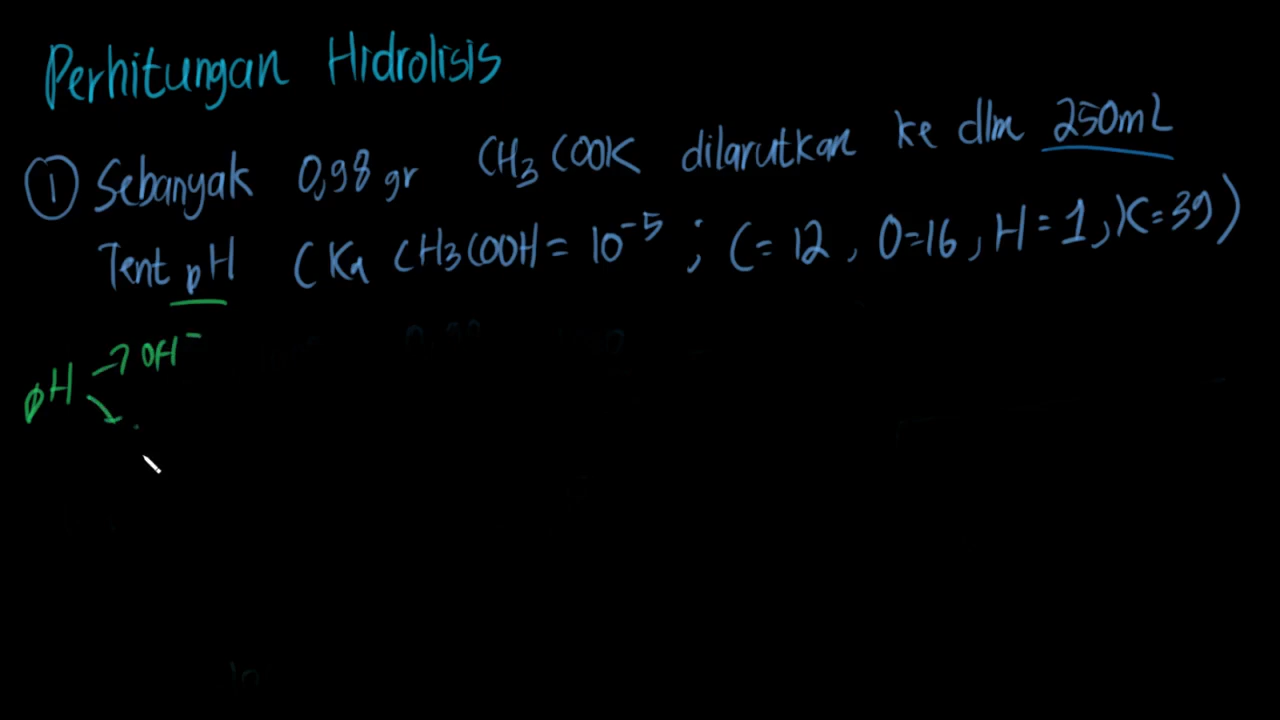 Perhitungan Hidrolisis
① Sebanyak 0,98 gr CH3COOK dilarutkan ke dlm 250mL
Tent pH (Ka CH3COOH = 10⁻⁵ ; C = 12 , O=16 , H = 1 , K = 39)
pH → OH⁻